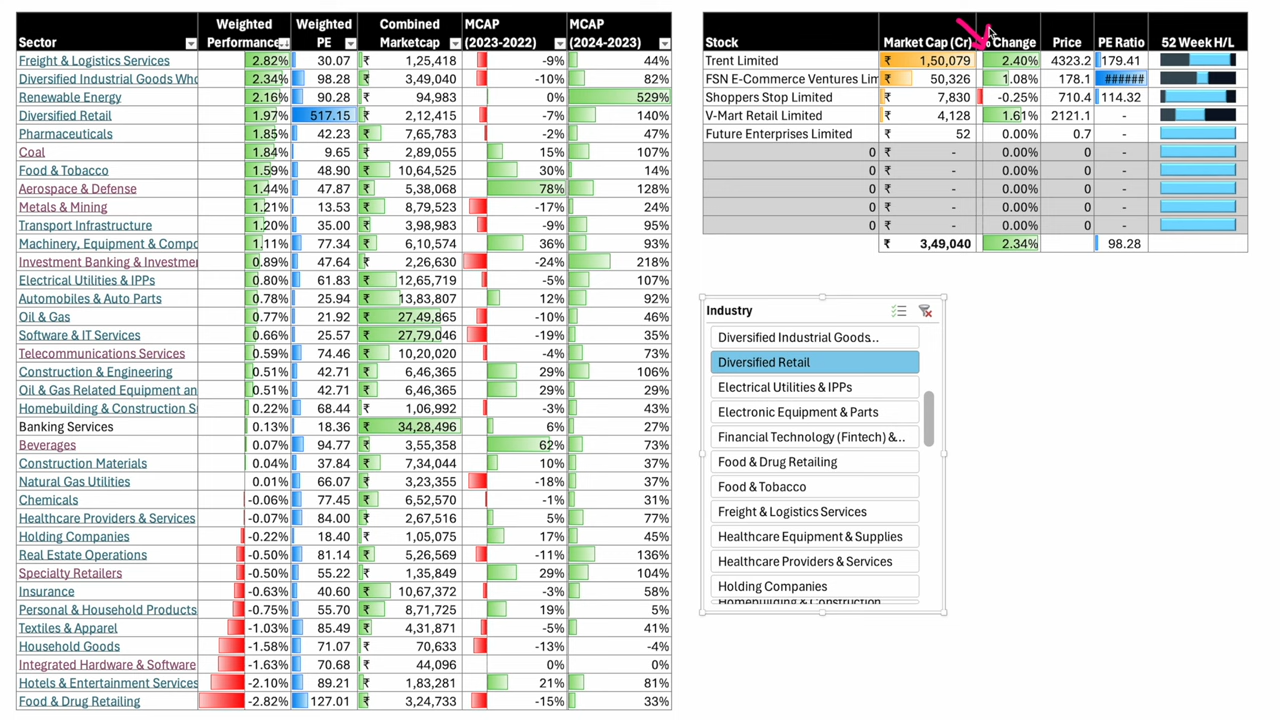 Sector Weighted Performance Weighted PE Combined Marketcap MCAP (2023-2022) MCAP (2024-2023)
Freight & Logistics Services 2.82% 30.07 ₹ 1,25,418 -9% 44%
Diversified Industrial Goods Who 2.34% 98.28 ₹ 3,49,040 -10% 82%
Renewable Energy 2.16% 90.28 ₹ 94,983 0% 529%
Diversified Retail 1.97% 517.15 ₹ 2,12,415 -7% 140%
Pharmaceuticals 1.85% 42.23 ₹ 7,65,783 -2% 47%
Coal 1.84% 9.65 ₹ 2,89,055 15% 107%
Food & Tobacco 1.59% 48.90 ₹ 10,64,525 30% 14%
Aerospace & Defense 1.44% 47.87 ₹ 5,38,068 78% 128%
Metals & Mining 1.21% 13.53 ₹ 8,79,523 -17% 24%
Transport Infrastructure 1.20% 35.00 ₹ 3,98,983 -9% 95%
Machinery, Equipment & Compo 1.11% 77.34 ₹ 6,10,574 36% 93%
Investment Banking & Investmer 0.89% 47.64 ₹ 2,26,630 -24% 218%
Electrical Utilities & IPPs 0.80% 61.83 ₹ 12,65,719 -5% 107%
Automobiles & Auto Parts 0.78% 25.94 ₹ 13,83,807 12% 92%
Oil & Gas 0.77% 21.92 ₹ 27,49,865 -10% 46%
Software & IT Services 0.66% 25.57 ₹ 27,79,046 -19% 35%
Telecommunications Services 0.59% 74.46 ₹ 10,20,020 -4% 73%
Construction & Engineering 0.51% 42.71 ₹ 6,46,365 29% 106%
Oil & Gas Related Equipment an 0.51% 42.71 ₹ 6,46,365 29% 29%
Homebuilding & Construction S 0.22% 68.44 ₹ 1,06,992 -3% 43%
Banking Services 0.13% 18.36 ₹ 34,28,496 6% 27%
Beverages 0.07% 94.77 ₹ 3,55,358 62% 73%
Construction Materials 0.04% 37.84 ₹ 7,34,044 10% 37%
Natural Gas Utilities 0.01% 66.07 ₹ 3,23,355 -18% 37%
Chemicals -0.06% 77.45 ₹ 6,52,570 -1% 31%
Healthcare Providers & Services -0.07% 84.00 ₹ 2,67,516 5% 77%
Holding Companies -0.22% 18.40 ₹ 1,05,075 17% 45%
Real Estate Operations -0.50% 81.14 ₹ 5,26,569 -11% 136%
Specialty Retailers -0.50% 55.22 ₹ 1,35,849 29% 104%
Insurance -0.63% 40.60 ₹ 10,67,372 -3% 58%
Personal & Household Products -0.75% 55.70 ₹ 8,71,725 19% 5%
Textiles & Apparel -1.03% 85.49 ₹ 4,31,871 -5% 41%
Household Goods -1.58% 71.07 ₹ 70,633 -13% -4%
Integrated Hardware & Software -1.63% 70.68 ₹ 44,096 0% 0%
Hotels & Entertainment Services -2.10% 89.21 ₹ 1,83,281 21% 81%
Food & Drug Retailing -2.82% 127.01 ₹ 3,24,733 -15% 33%
Stock Market Cap (Cr) % Change Price PE Ratio 52 Week H/L
Trent Limited ₹ 1,50,079 2.40% 4323.2 179.41
FSN E-Commerce Ventures Lim ₹ 50,326 1.08% 178.1 ######
Shoppers Stop Limited ₹ 7,830 -0.25% 710.4 114.32
V-Mart Retail Limited ₹ 4,128 1.61% 2121.1 -
Future Enterprises Limited ₹ 52 0.00% 0.7 -
0 ₹ - 0.00% 0 -
0 ₹ - 0.00% 0 -
0 ₹ - 0.00% 0 -
0 ₹ - 0.00% 0 -
0 ₹ - 0.00% 0 -
₹ 3,49,040 2.34% 98.28
Industry
Diversified Industrial Goods...
Diversified Retail
Electrical Utilities & IPPs
Electronic Equipment & Parts
Financial Technology (Fintech) &...
Food & Drug Retailing
Food & Tobacco
Freight & Logistics Services
Healthcare Equipment & Supplies
Healthcare Providers & Services
Holding Companies
Homebuilding & Construction